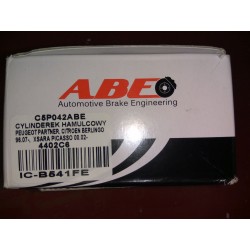 ABE
Automotive Brake Engineering
C5P042ABE
CYLINDEREK HAMULCOWY
PEUGEOT PARTNER, CITROEN BERLINGO
96.07-, XSARA PICASSO 00.02-
4402C6
IC-B541FE